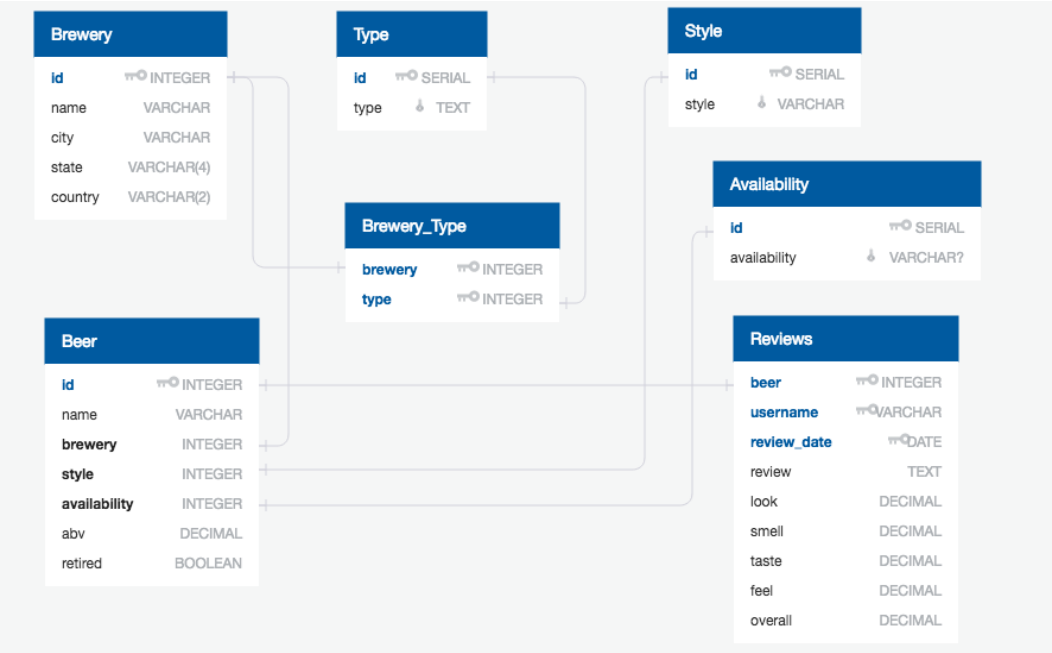 Brewery
id INTEGER
name VARCHAR
city VARCHAR
state VARCHAR(4)
country VARCHAR(2)
Type
id SERIAL
type TEXT
Style
id SERIAL
style VARCHAR
Availability
id SERIAL
availability VARCHAR?
Brewery_Type
brewery INTEGER
type INTEGER
Beer
id INTEGER
name VARCHAR
brewery INTEGER
style INTEGER
availability INTEGER
abv DECIMAL
retired BOOLEAN
Reviews
beer INTEGER
username VARCHAR
review_date DATE
review TEXT
look DECIMAL
smell DECIMAL
taste DECIMAL
feel DECIMAL
overall DECIMAL